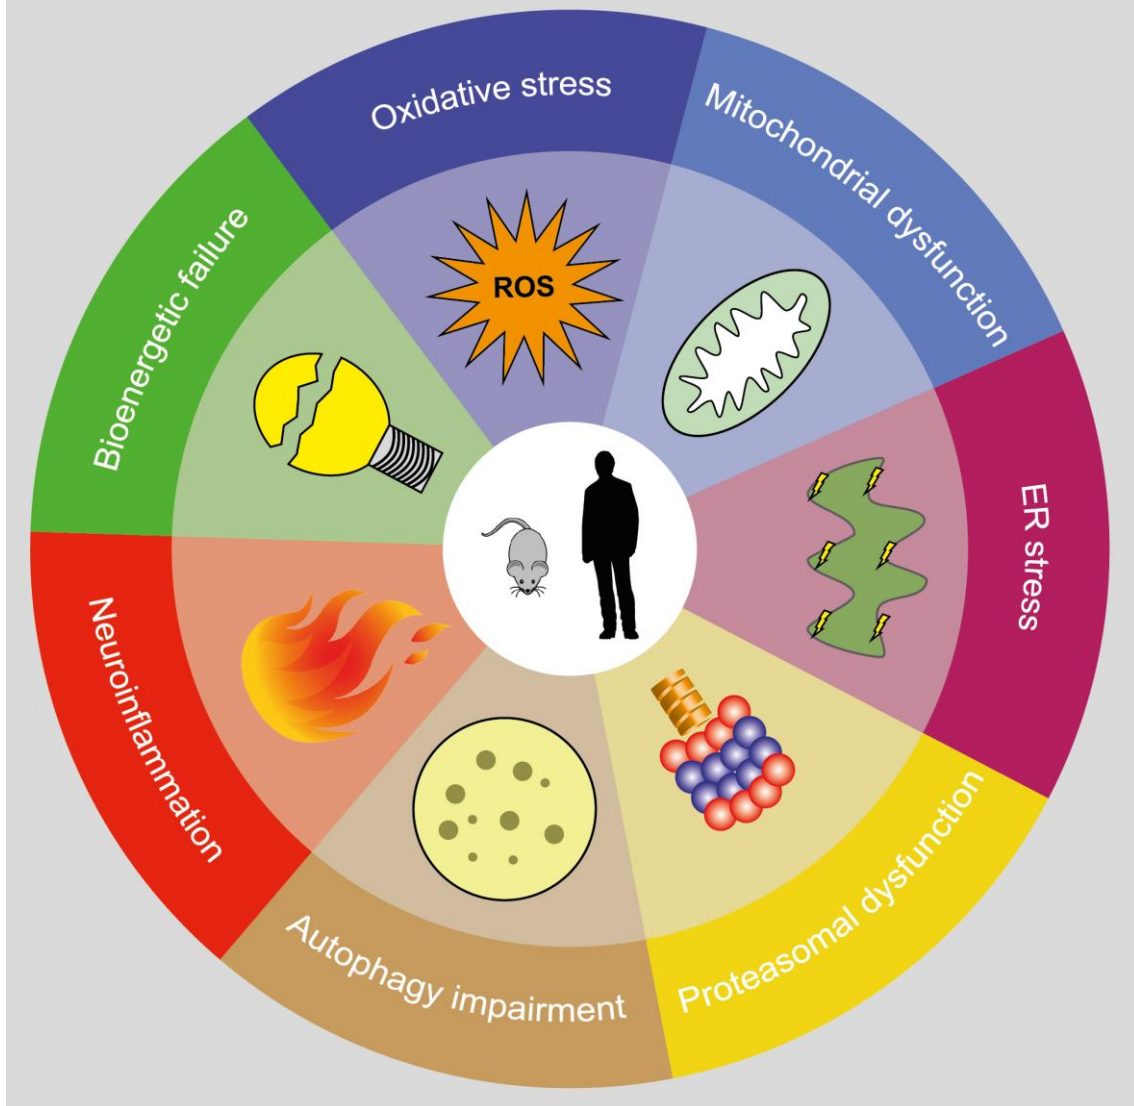 Oxidative stress
Mitochondrial dysfunction
ER stress
Proteasomal dysfunction
Autophagy impairment
Neuroinflammation
Bioenergetic failure
ROS